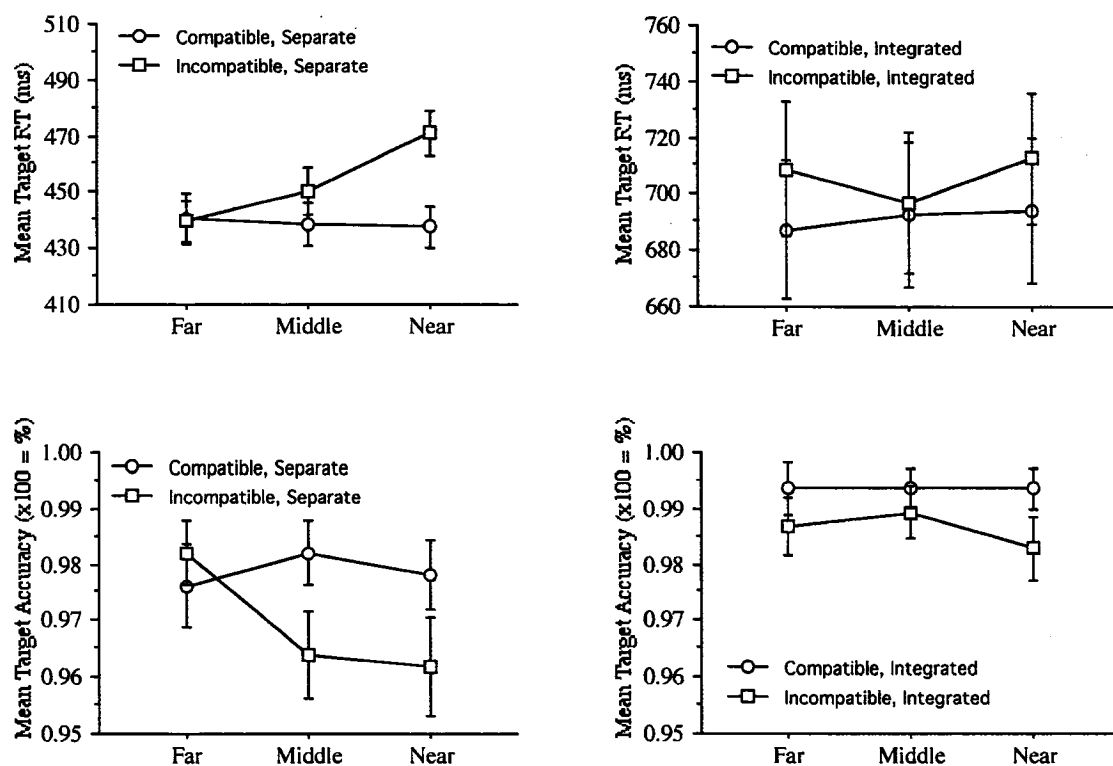 Mean Target RT (ms)
510
490
470
450
430
410
Compatible, Separate
Incompatible, Separate
Far Middle Near
Mean Target RT (ms)
760
740
720
700
680
660
Compatible, Integrated
Incompatible, Integrated
Far Middle Near
Mean Target Accuracy (x100 = %)
1.00
0.99
0.98
0.97
0.96
0.95
Compatible, Separate
Incompatible, Separate
Far Middle Near
Mean Target Accuracy (x100 = %)
1.00
0.99
0.98
0.97
0.96
0.95
Compatible, Integrated
Incompatible, Integrated
Far Middle Near